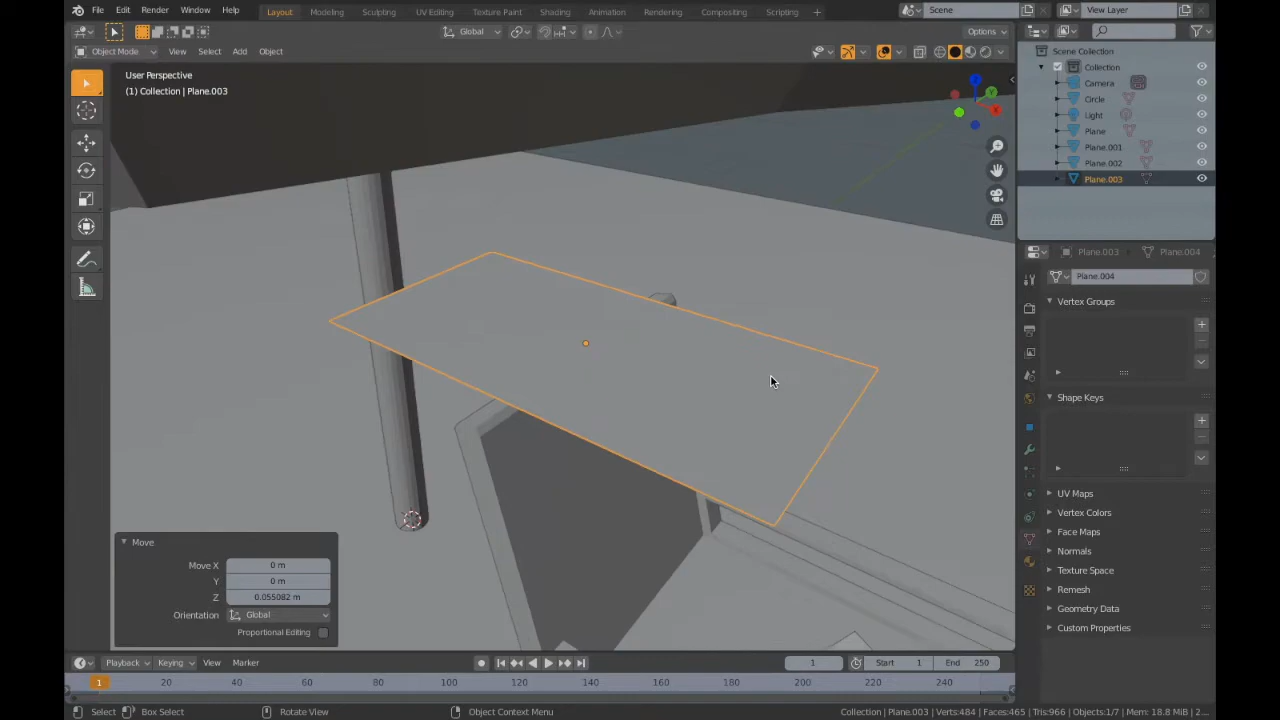 File Edit Render Window Help Layout Modeling Sculpting UV Editing Texture Paint Shading Animation Rendering Compositing Scripting + Scene View Layer
Global Options
Object Mode View Select Add Object
User Perspective
(1) Collection | Plane.003
Scene Collection
Collection
Camera
Circle
Light
Plane
Plane.001
Plane.002
Plane.003
Z
Y
X
Plane.003 Plane.004
Plane.004
Vertex Groups
Shape Keys
UV Maps
Vertex Colors
Face Maps
Normals
Texture Space
Remesh
Geometry Data
Custom Properties
Move
Move X 0 m
Y 0 m
Z 0.055082 m
Orientation Global
Proportional Editing
Playback Keying View Marker 1 Start 1 End 250
1 20 40 60 80 100 120 140 160 180 200 220 240
Select Box Select Rotate View Object Context Menu Collection | Plane.003 | Verts:484 | Faces:465 | Tris:966 | Objects:1/7 | Mem: 18.8 MiB | 2...